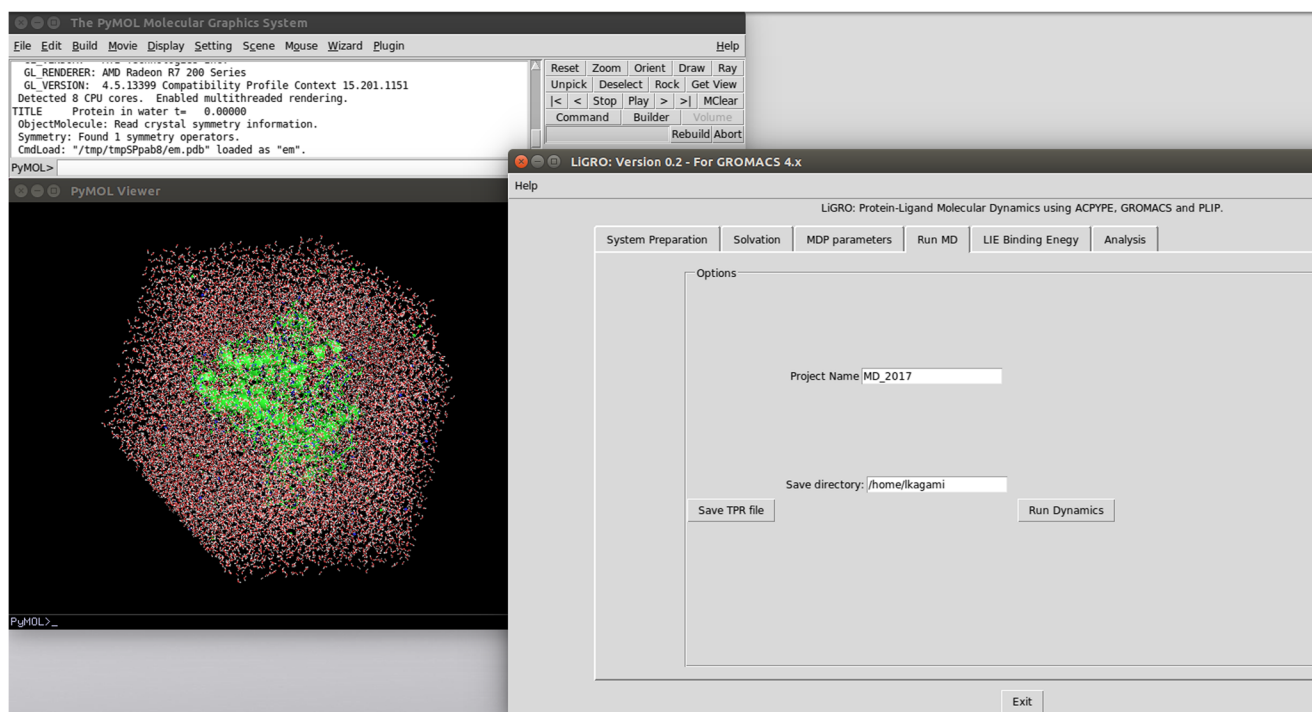 The PyMOL Molecular Graphics System
File Edit Build Movie Display Setting Scene Mouse Wizard Plugin Help
GL_RENDERER: AMD Radeon R7 200 Series
GL_VERSION: 4.5.13399 Compatibility Profile Context 15.201.1151
Detected 8 CPU cores. Enabled multithreaded rendering.
TITLE Protein in water t= 0.00000
ObjectMolecule: Read crystal symmetry information.
Symmetry: Found 1 symmetry operators.
CmdLoad: "/tmp/tmpSPpab8/em.pdb" loaded as "em".
PyMOL>
Reset Zoom Orient Draw Ray
Unpick Deselect Rock Get View
|< < Stop Play > >| MClear
Command Builder Volume
Rebuild Abort
PyMOL Viewer
PyMOL>_
LiGRO: Version 0.2 - For GROMACS 4.x
Help
LiGRO: Protein-Ligand Molecular Dynamics using ACPYPE, GROMACS and PLIP.
System Preparation Solvation MDP parameters Run MD LIE Binding Enegy Analysis
Options
Project Name MD_2017
Save directory: /home/lkagami
Save TPR file Run Dynamics
Exit